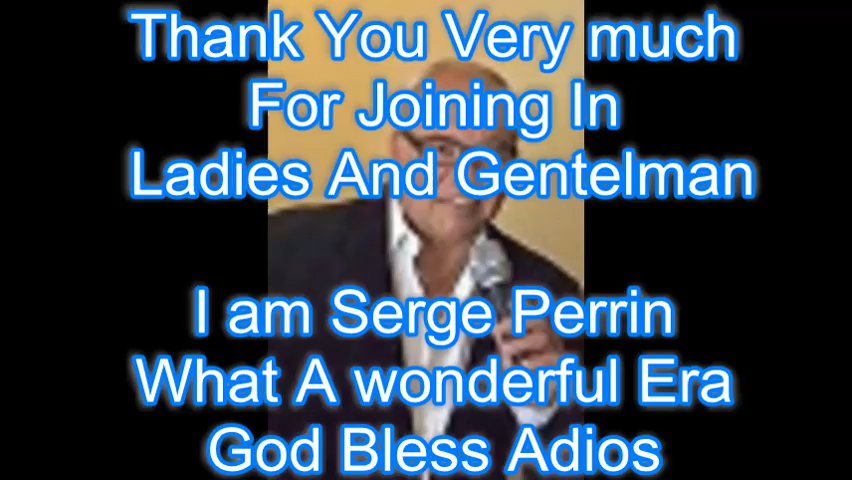 Thank You Very much
For Joining In
Ladies And Gentelman
I am Serge Perrin
What A wonderful Era
God Bless Adios